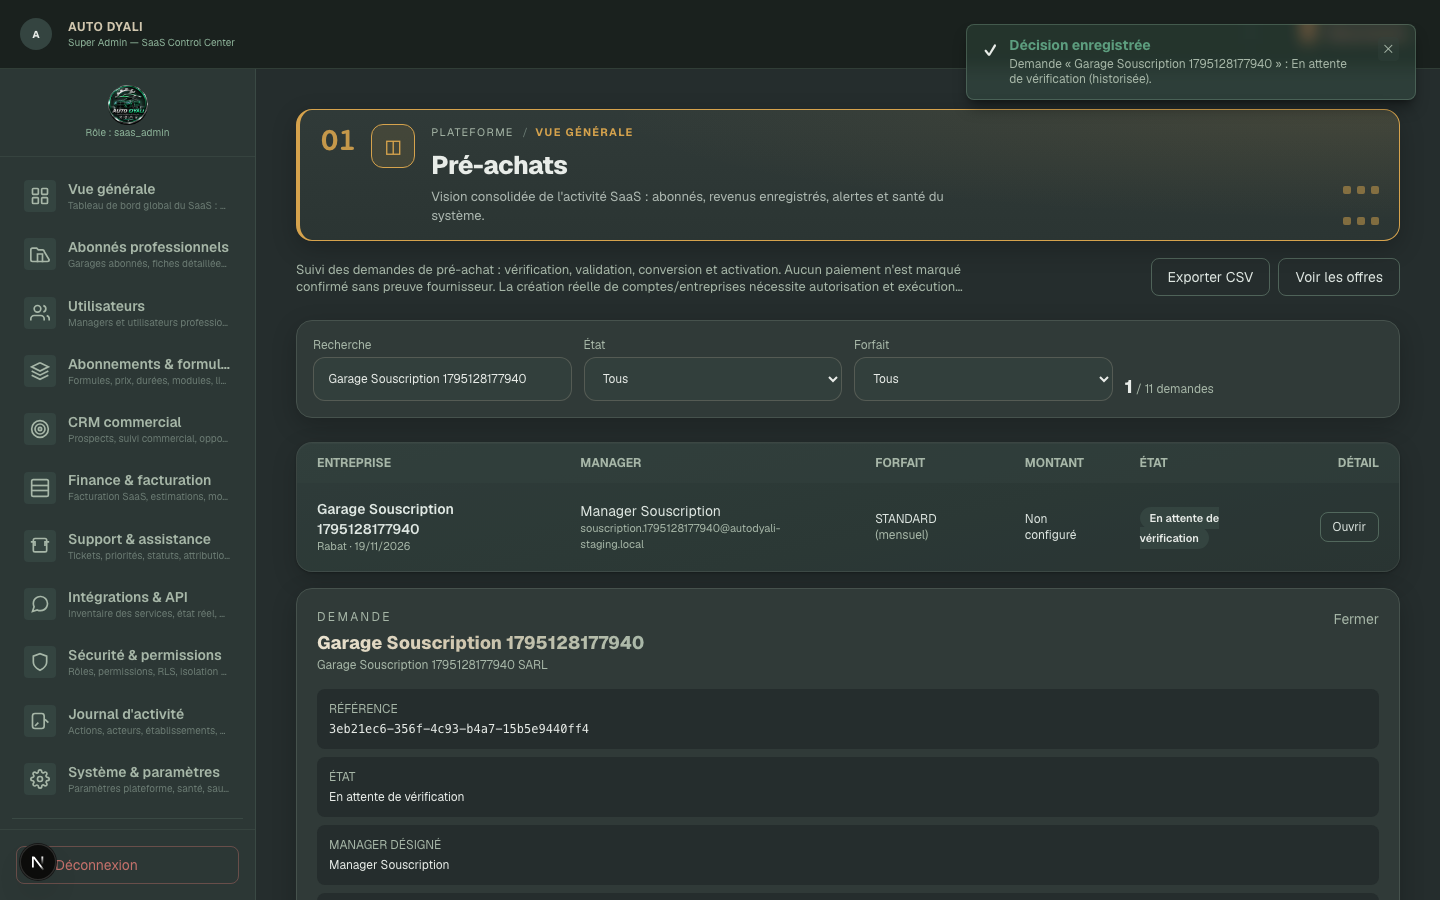 A
AUTO DYALI
Super Admin — SaaS Control Center
Décision enregistrée
Demande « Garage Souscription 1795128177940 » : En attente
de vérification (historisée).
AUTO DYALI
Rôle : saas_admin
Vue générale
Tableau de bord global du SaaS : ...
Abonnés professionnels
Garages abonnés, fiches détaillée...
Utilisateurs
Managers et utilisateurs professio...
Abonnements & formul...
Formules, prix, durées, modules, li...
CRM commercial
Prospects, suivi commercial, oppo...
Finance & facturation
Facturation SaaS, estimations, mo...
Support & assistance
Tickets, priorités, statuts, attributio...
Intégrations & API
Inventaire des services, état réel, ...
Sécurité & permissions
Rôles, permissions, RLS, isolation ...
Journal d'activité
Actions, acteurs, établissements, ...
Système & paramètres
Paramètres plateforme, santé, sau...
N
Déconnexion
01
PLATEFORME / VUE GÉNÉRALE
Pré-achats
Vision consolidée de l'activité SaaS : abonnés, revenus enregistrés, alertes et santé du
système.
Suivi des demandes de pré-achat : vérification, validation, conversion et activation. Aucun paiement n'est marqué
confirmé sans preuve fournisseur. La création réelle de comptes/entreprises nécessite autorisation et exécution...
Exporter CSV
Voir les offres
Recherche
État
Forfait
Garage Souscription 1795128177940
Tous
Tous
1 / 11 demandes
ENTREPRISE MANAGER FORFAIT MONTANT ÉTAT DÉTAIL
Garage Souscription
1795128177940
Rabat · 19/11/2026
Manager Souscription
souscription.1795128177940@autodyali-
staging.local
STANDARD
(mensuel)
Non
configuré
En attente de
vérification
Ouvrir
DEMANDE
Fermer
Garage Souscription 1795128177940
Garage Souscription 1795128177940 SARL
RÉFÉRENCE
3eb21ec6-356f-4c93-b4a7-15b5e9440ff4
ÉTAT
En attente de vérification
MANAGER DÉSIGNÉ
Manager Souscription